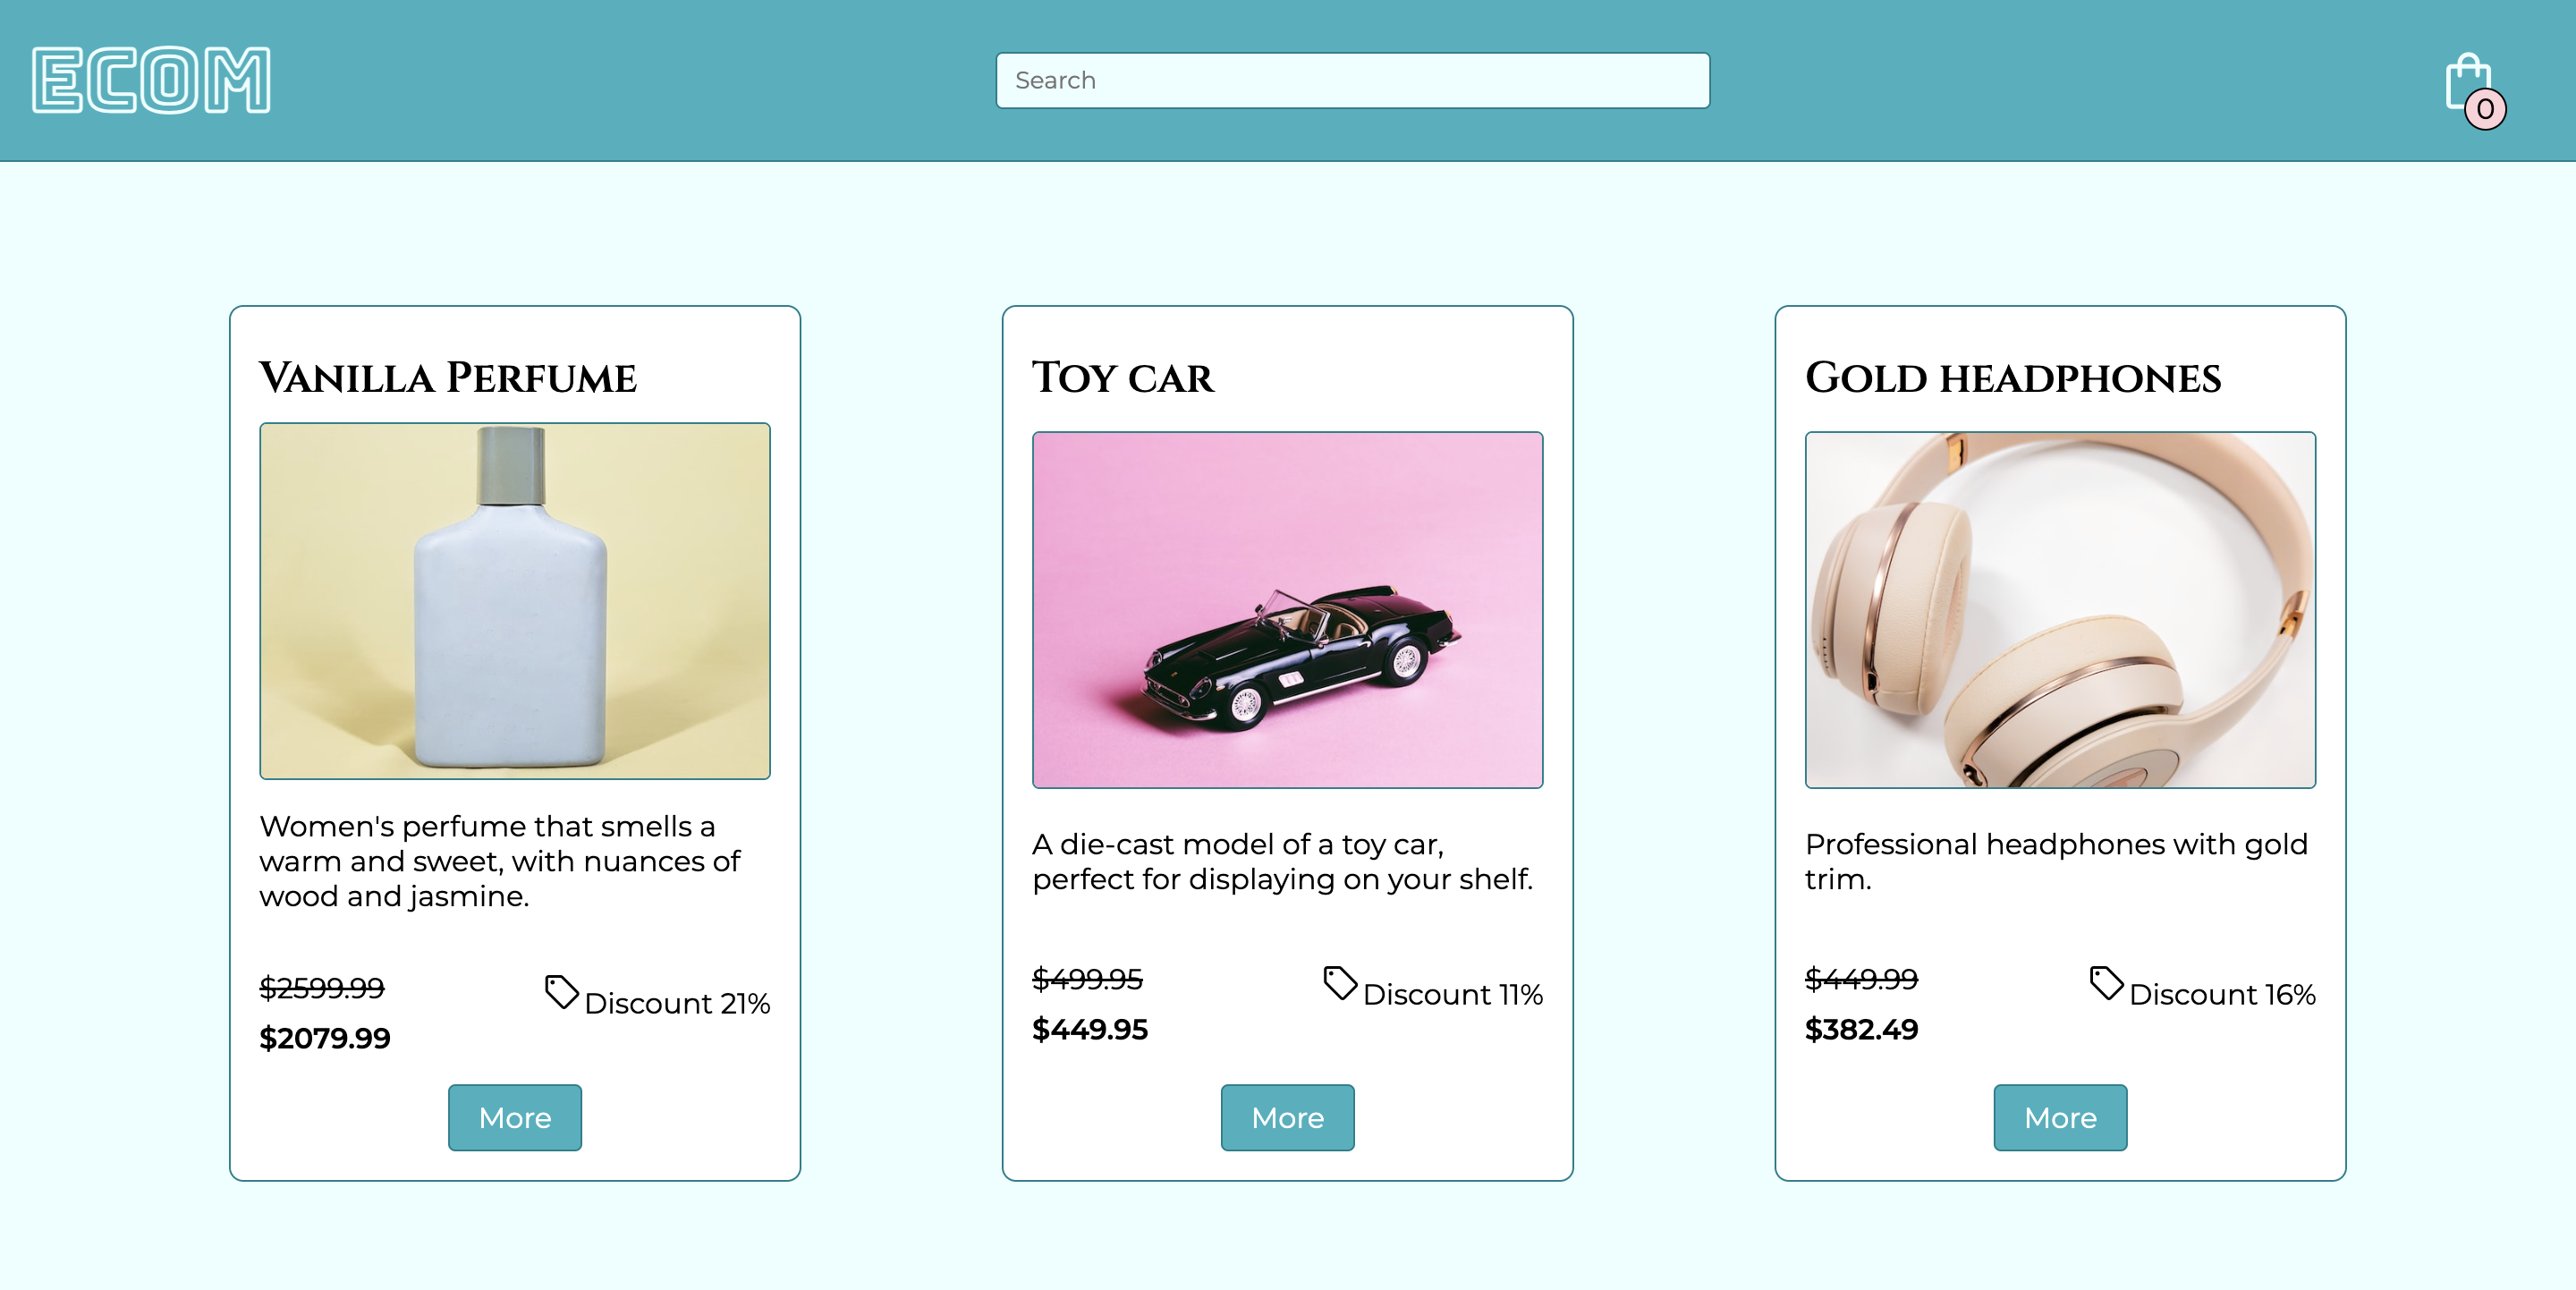 ECOM
Search
0
Vanilla Perfume
Women's perfume that smells a
warm and sweet, with nuances of
wood and jasmine.
$2599.99
Discount 21%
$2079.99
More
Toy car
A die-cast model of a toy car,
perfect for displaying on your shelf.
$499.95
Discount 11%
$449.95
More
Gold headphones
Professional headphones with gold
trim.
$449.99
Discount 16%
$382.49
More